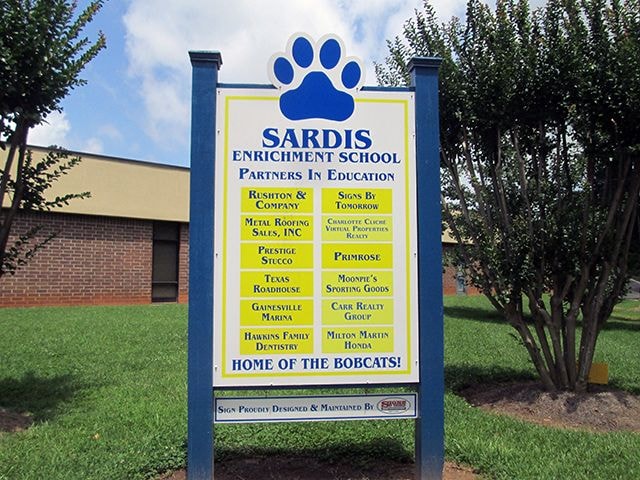 SARDIS
ENRICHMENT SCHOOL
PARTNERS IN EDUCATION
RUSHTON &
COMPANY
SIGNS BY
TOMORROW
METAL ROOFING
SALES, INC
CHARLOTTE CLICHÉ
VIRTUAL PROPERTIES
REALTY
PRESTIGE
STUCCO
PRIMROSE
TEXAS
ROADHOUSE
MOONPIE'S
SPORTING GOODS
GAINESVILLE
MARINA
CARR REALTY
GROUP
HAWKINS FAMILY
DENTISTRY
MILTON MARTIN
HONDA
HOME OF THE BOBCATS!
SIGN PROUDLY DESIGNED & MAINTAINED BY